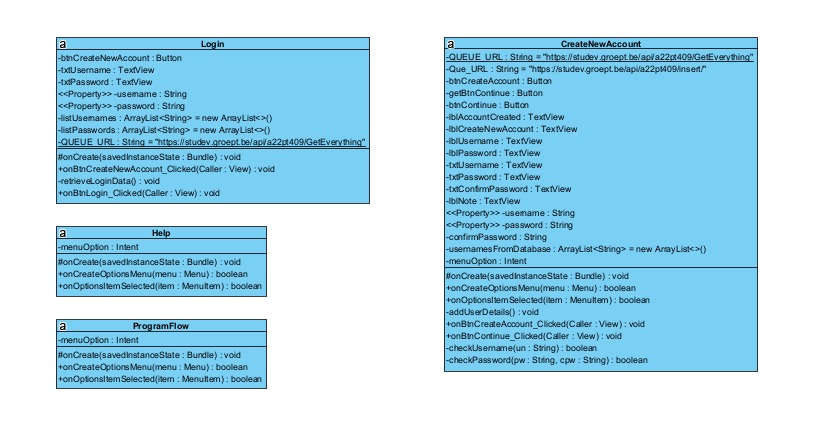 a Login
-btnCreateNewAccount : Button
-txtUsername : TextView
-txtPassword : TextView
<<Property>> -username : String
<<Property>> -password : String
-listUsernames : ArrayList<String> = new ArrayList<>()
-listPasswords : ArrayList<String> = new ArrayList<>()
-QUEUE_URL : String = "https://studev.groept.be/api/a22pt409/GetEverything"
#onCreate(savedInstanceState : Bundle) : void
+onBtnCreateNewAccount_Clicked(Caller : View) : void
-retrieveLoginData() : void
+onBtnLogin_Clicked(Caller : View) : void
a Help
-menuOption : Intent
#onCreate(savedInstanceState : Bundle) : void
+onCreateOptionsMenu(menu : Menu) : boolean
+onOptionsItemSelected(item : MenuItem) : boolean
a ProgramFlow
-menuOption : Intent
#onCreate(savedInstanceState : Bundle) : void
+onCreateOptionsMenu(menu : Menu) : boolean
+onOptionsItemSelected(item : MenuItem) : boolean
a CreateNewAccount
-QUEUE_URL : String = "https://studev.groept.be/api/a22pt409/GetEverything"
-Que_URL : String = "https://studev.groept.be/api/a22pt409/insert/"
-btnCreateAccount : Button
-getBtnContinue : Button
-btnContinue : Button
-lblAccountCreated : TextView
-lblCreateNewAccount : TextView
-lblUsername : TextView
-lblPassword : TextView
-txtUsername : TextView
-txtPassword : TextView
-txtConfirmPassword : TextView
-lblNote : TextView
<<Property>> -username : String
<<Property>> -password : String
-confirmPassword : String
-usernamesFromDatabase : ArrayList<String> = new ArrayList<>()
-menuOption : Intent
#onCreate(savedInstanceState : Bundle) : void
+onCreateOptionsMenu(menu : Menu) : boolean
+onOptionsItemSelected(item : MenuItem) : boolean
-addUserDetails() : void
+onBtnCreateAccount_Clicked(Caller : View) : void
+onBtnContinue_Clicked(Caller : View) : void
-checkUsername(un : String) : boolean
-checkPassword(pw : String, cpw : String) : boolean